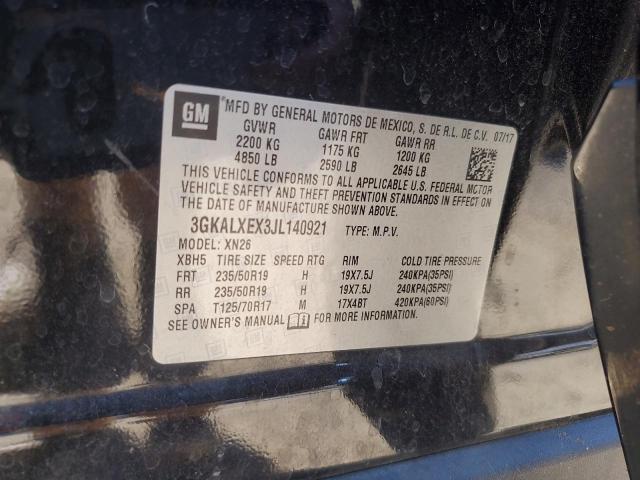 GM MFD BY GENERAL MOTORS DE MEXICO, S. DE R.L. DE C.V. 07/17
GVWR GAWR FRT GAWR RR
2200 KG 1175 KG 1200 KG
4850 LB 2590 LB 2645 LB
THIS VEHICLE CONFORMS TO ALL APPLICABLE U.S. FEDERAL MOTOR
VEHICLE SAFETY AND THEFT PREVENTION STANDARDS IN EFFECT ON
THE DATE OF MANUFACTURE SHOWN ABOVE.
3GKALXEX3JL140921 TYPE: M.P.V.
MODEL: XN26
XBH5 TIRE SIZE SPEED RTG RIM COLD TIRE PRESSURE
FRT 235/50R19 H 19X7.5J 240KPA(35PSI)
RR 235/50R19 H 19X7.5J 240KPA(35PSI)
SPA T125/70R17 M 17X4BT 420KPA(60PSI)
SEE OWNER'S MANUAL FOR MORE INFORMATION.